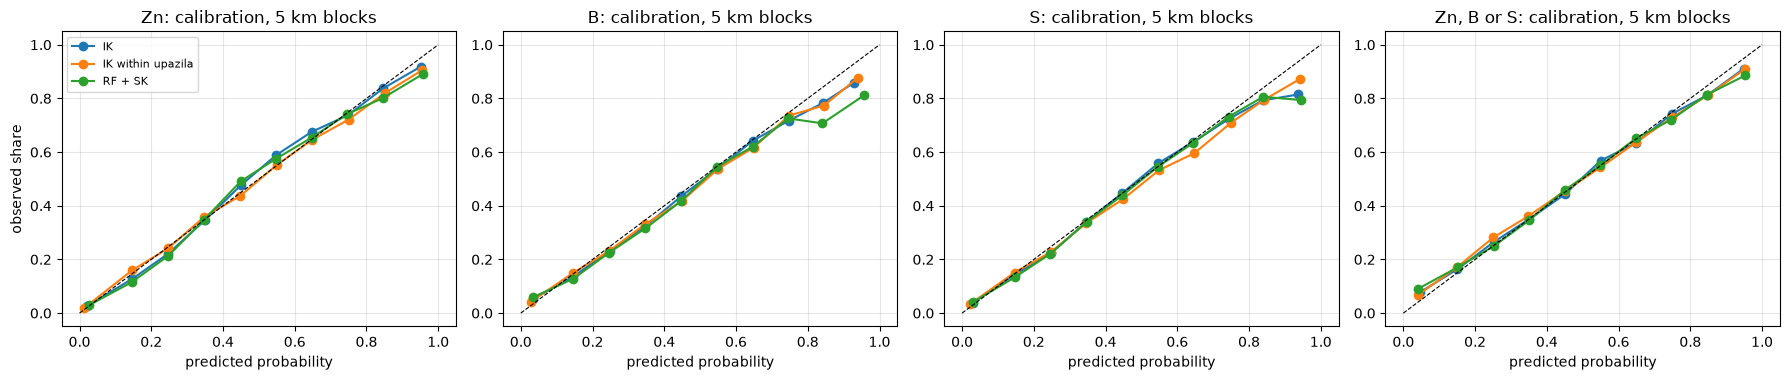 Zn: calibration, 5 km blocks
1.0
0.8
0.6
0.4
0.2
0.0
observed share
IK
IK within upazila
RF + SK
0.0 0.2 0.4 0.6 0.8 1.0
predicted probability
B: calibration, 5 km blocks
1.0
0.8
0.6
0.4
0.2
0.0
0.0 0.2 0.4 0.6 0.8 1.0
predicted probability
S: calibration, 5 km blocks
1.0
0.8
0.6
0.4
0.2
0.0
0.0 0.2 0.4 0.6 0.8 1.0
predicted probability
Zn, B or S: calibration, 5 km blocks
1.0
0.8
0.6
0.4
0.2
0.0
0.0 0.2 0.4 0.6 0.8 1.0
predicted probability